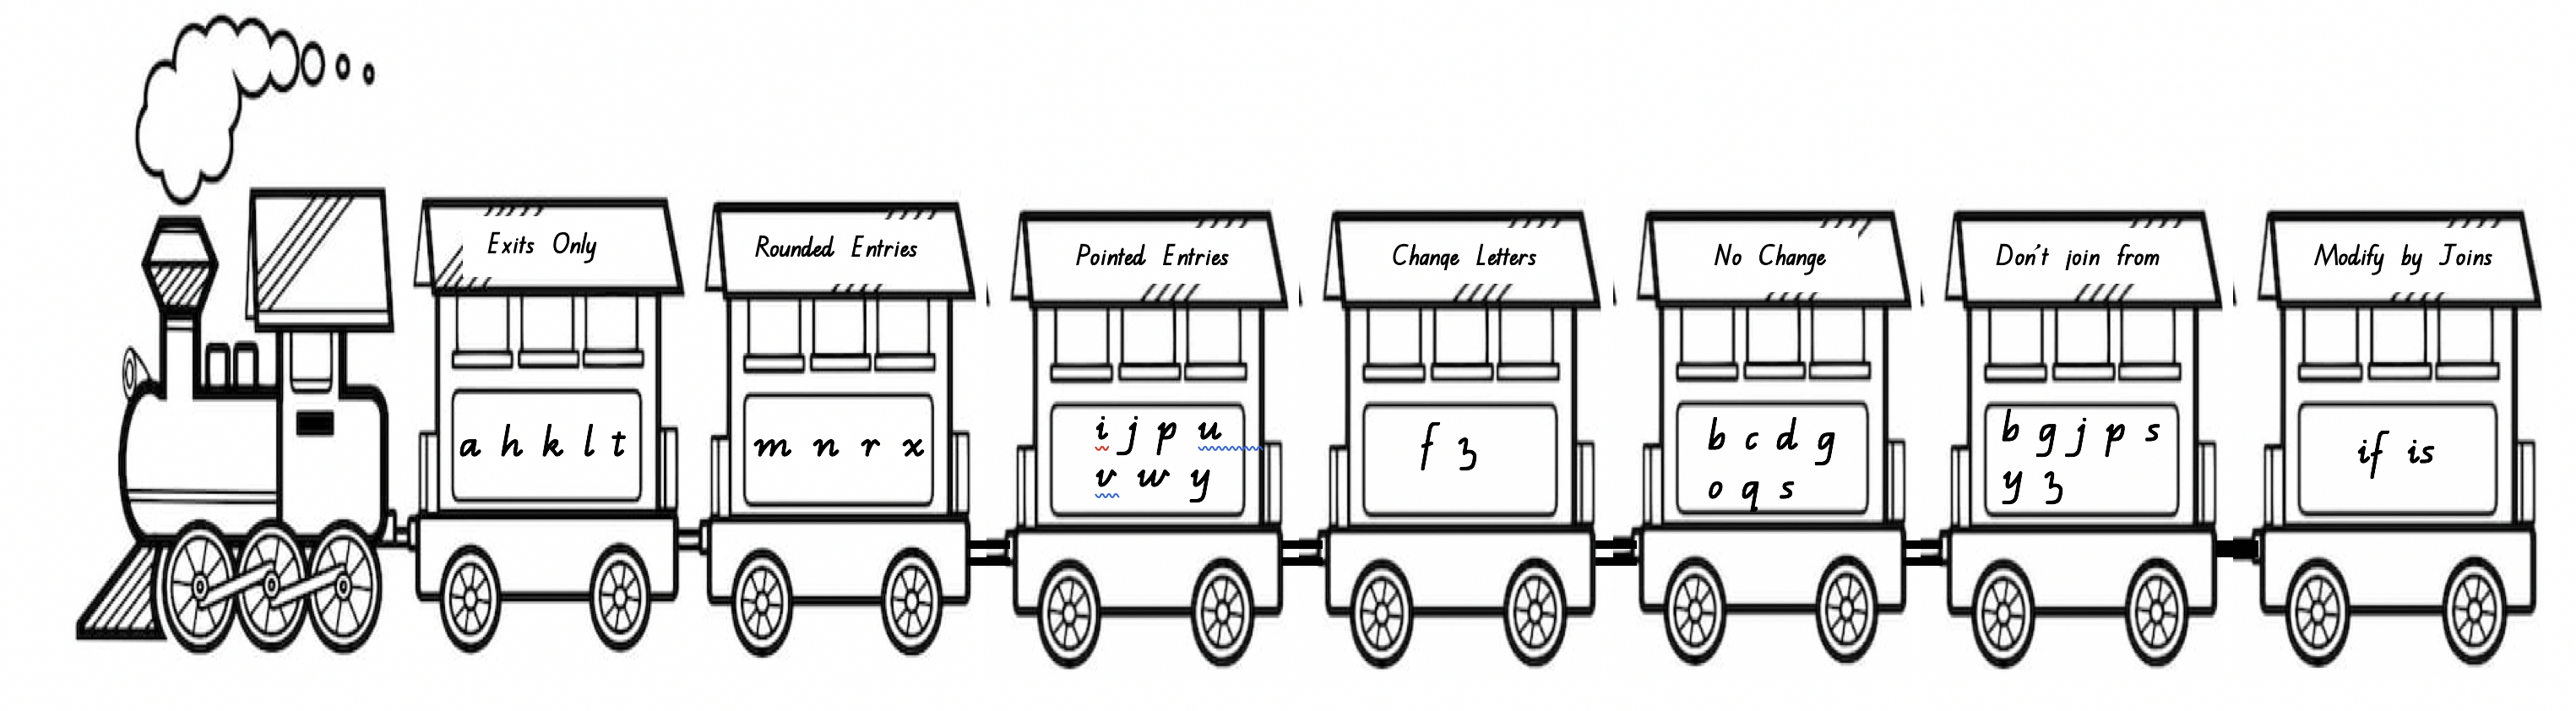 Exits Only
a h k l t
Rounded Entries
m n r x
Pointed Entries
i j p u
v w y
Change Letters
f z
No Change
b c d g
o q s
Don't join from
b g j p s
y z
Modify by Joins
if is